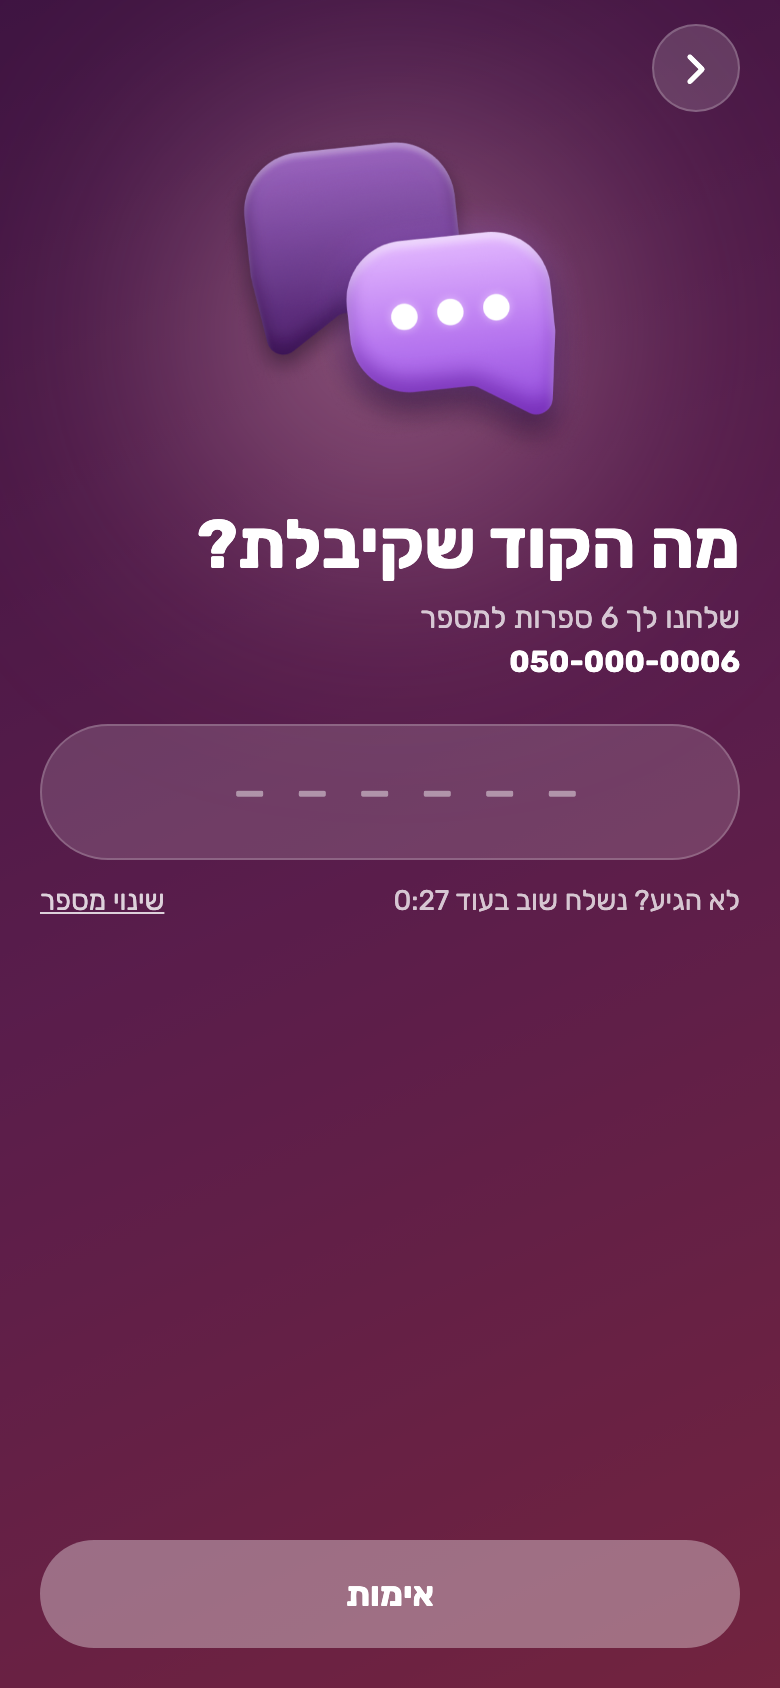 מה הקוד שקיבלת?
שלחנו לך 6 ספרות למספר
050-000-0006
לא הגיע? נשלח שוב בעוד 0:27
שינוי מספר
אימות